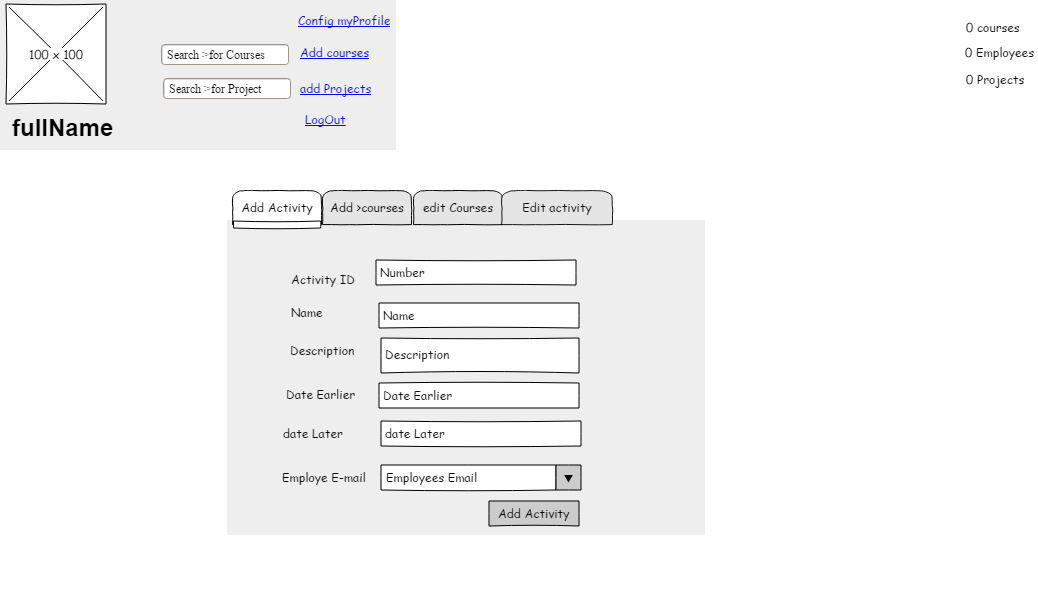 100 x 100
fullName
Search >for Courses
Search >for Project
Config myProfile
Add courses
add Projects
LogOut
0 courses
0 Employees
0 Projects
Add Activity
Add >courses
edit Courses
Edit activity
Activity ID
Number
Name
Name
Description
Description
Date Earlier
Date Earlier
date Later
date Later
Employe E-mail
Employees Email
Add Activity